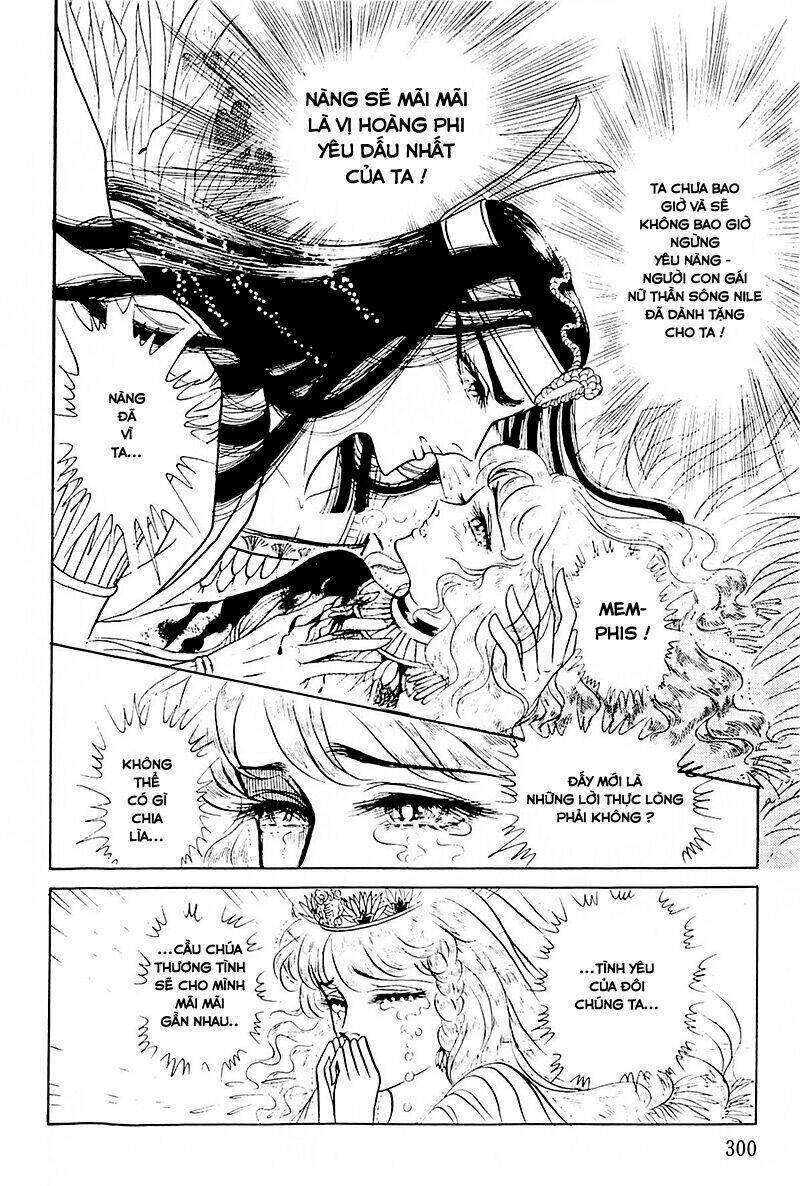 NÀNG SẼ MÃI MÃI
LÀ VỊ HOÀNG PHI
YÊU DẤU NHẤT
CỦA TA !
TA CHƯA BAO
GIỜ VÀ SẼ
KHÔNG BAO GIỜ
NGỪNG
YÊU NÀNG -
NGƯỜI CON GÁI
NỮ THẦN SÔNG NILE
ĐÃ DÀNH TẶNG
CHO TA !
NÀNG
ĐÃ
VÌ
TA...
MEM-
PHIS !
KHÔNG
THỂ
CÓ GÌ
CHIA
LÌA...
ĐẤY MỚI LÀ
NHỮNG LỜI THỰC LÒNG
PHẢI KHÔNG ?
...CẦU CHÚA
THƯƠNG TÌNH
SẼ CHO MÌNH
MÃI MÃI
GẦN NHAU..
...TÌNH YÊU
CỦA ĐÔI
CHÚNG TA...
300